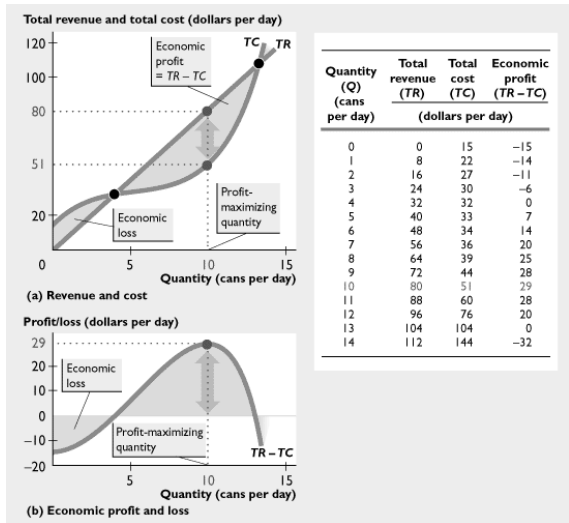 Total revenue and total cost (dollars per day)
120
100
80
51
20
0
5
10
15
Economic
profit
= TR – TC
TC
TR
Economic
loss
Profit-
maximizing
quantity
Quantity (cans per day)
(a) Revenue and cost
Profit/loss (dollars per day)
29
20
10
0
–10
–20
5
10
15
Economic
loss
Profit-maximizing
quantity
TR – TC
Quantity (cans per day)
(b) Economic profit and loss
Quantity (Q) (cans per day) Total revenue (TR) Total cost (TC) Economic profit (TR – TC)
(dollars per day)
0 0 15 –15
1 8 22 –14
2 16 27 –11
3 24 30 –6
4 32 32 0
5 40 33 7
6 48 34 14
7 56 36 20
8 64 39 25
9 72 44 28
10 80 51 29
11 88 60 28
12 96 76 20
13 104 104 0
14 112 144 –32